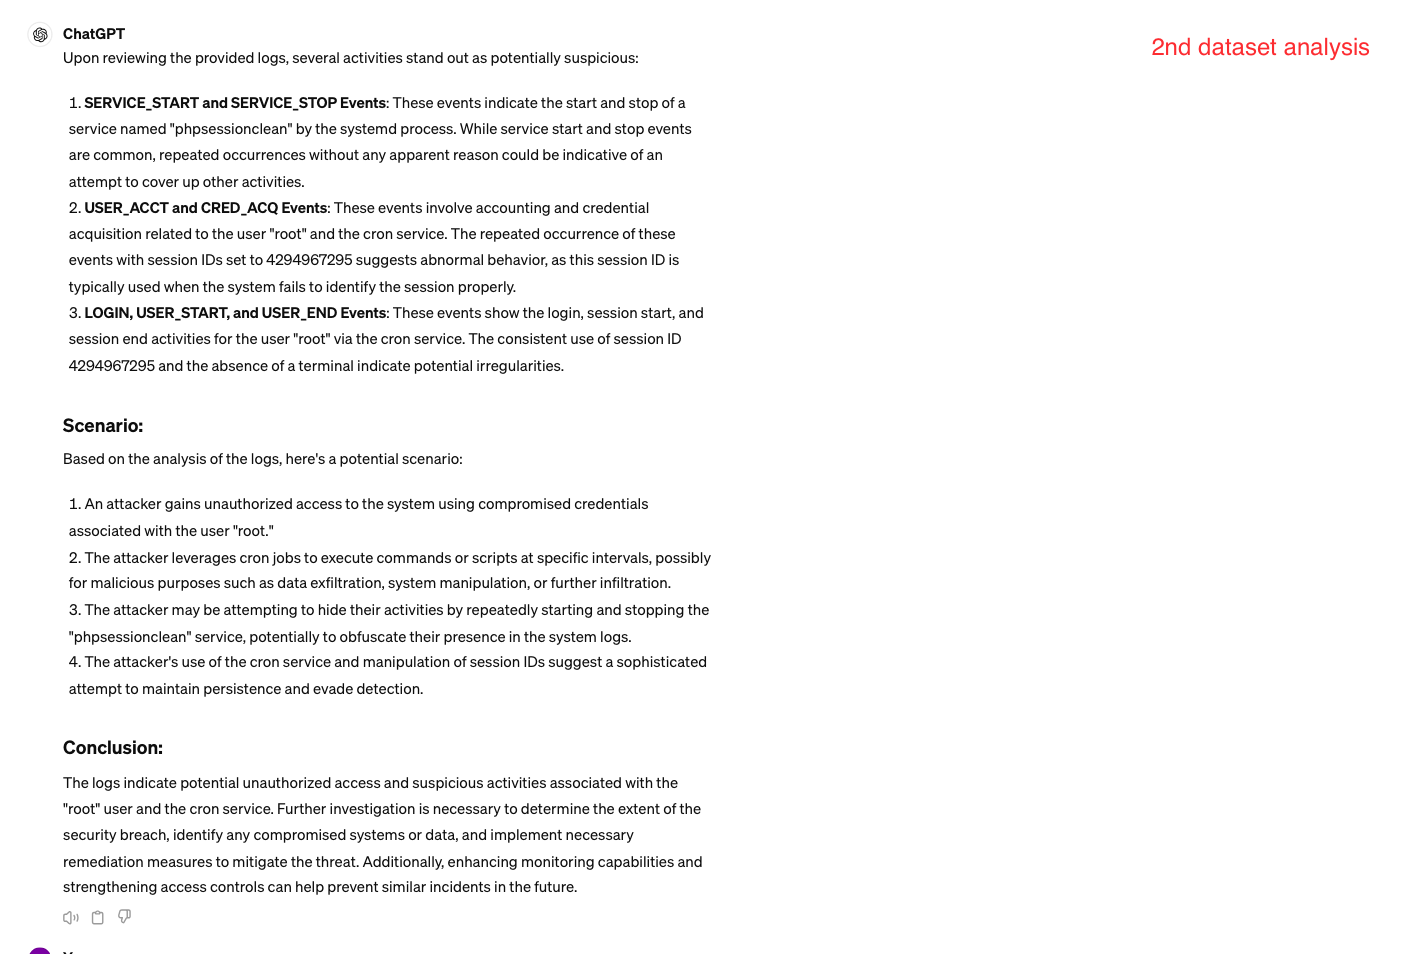 ChatGPT
2nd dataset analysis
Upon reviewing the provided logs, several activities stand out as potentially suspicious:
1. SERVICE_START and SERVICE_STOP Events: These events indicate the start and stop of a
service named "phpsessionclean" by the systemd process. While service start and stop events
are common, repeated occurrences without any apparent reason could be indicative of an
attempt to cover up other activities.
2. USER_ACCT and CRED_ACQ Events: These events involve accounting and credential
acquisition related to the user "root" and the cron service. The repeated occurrence of these
events with session IDs set to 4294967295 suggests abnormal behavior, as this session ID is
typically used when the system fails to identify the session properly.
3. LOGIN, USER_START, and USER_END Events: These events show the login, session start, and
session end activities for the user "root" via the cron service. The consistent use of session ID
4294967295 and the absence of a terminal indicate potential irregularities.
Scenario:
Based on the analysis of the logs, here's a potential scenario:
1. An attacker gains unauthorized access to the system using compromised credentials
associated with the user "root."
2. The attacker leverages cron jobs to execute commands or scripts at specific intervals, possibly
for malicious purposes such as data exfiltration, system manipulation, or further infiltration.
3. The attacker may be attempting to hide their activities by repeatedly starting and stopping the
"phpsessionclean" service, potentially to obfuscate their presence in the system logs.
4. The attacker's use of the cron service and manipulation of session IDs suggest a sophisticated
attempt to maintain persistence and evade detection.
Conclusion:
The logs indicate potential unauthorized access and suspicious activities associated with the
"root" user and the cron service. Further investigation is necessary to determine the extent of the
security breach, identify any compromised systems or data, and implement necessary
remediation measures to mitigate the threat. Additionally, enhancing monitoring capabilities and
strengthening access controls can help prevent similar incidents in the future.